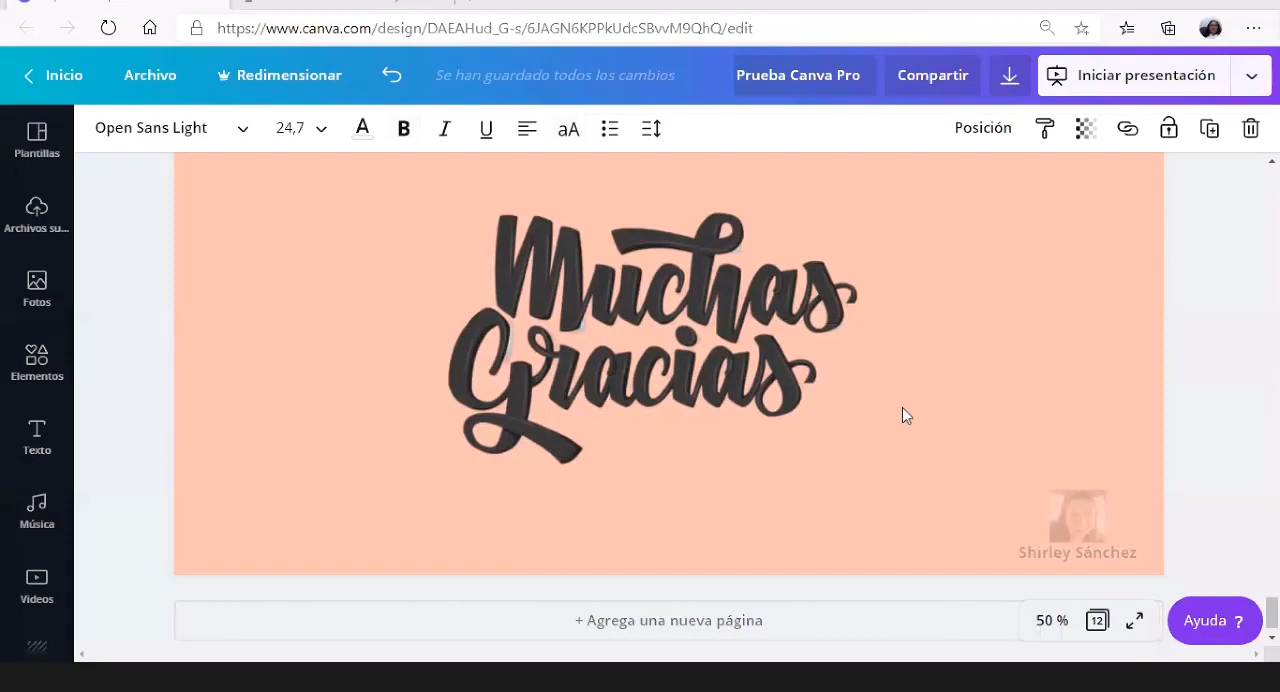 https://www.canva.com/design/DAEAHud_G-s/6JAGN6KPPkUdcSBvvM9QhQ/edit
Inicio
Archivo
Redimensionar
Se han guardado todos los cambios
Prueba Canva Pro
Compartir
Iniciar presentación
Open Sans Light
24,7
A
B
I
U
aA
Posición
Plantillas
Archivos su...
Fotos
Elementos
Texto
Música
Videos
Muchas
Gracias
Shirley Sánchez
+ Agrega una nueva página
50 %
12
Ayuda ?